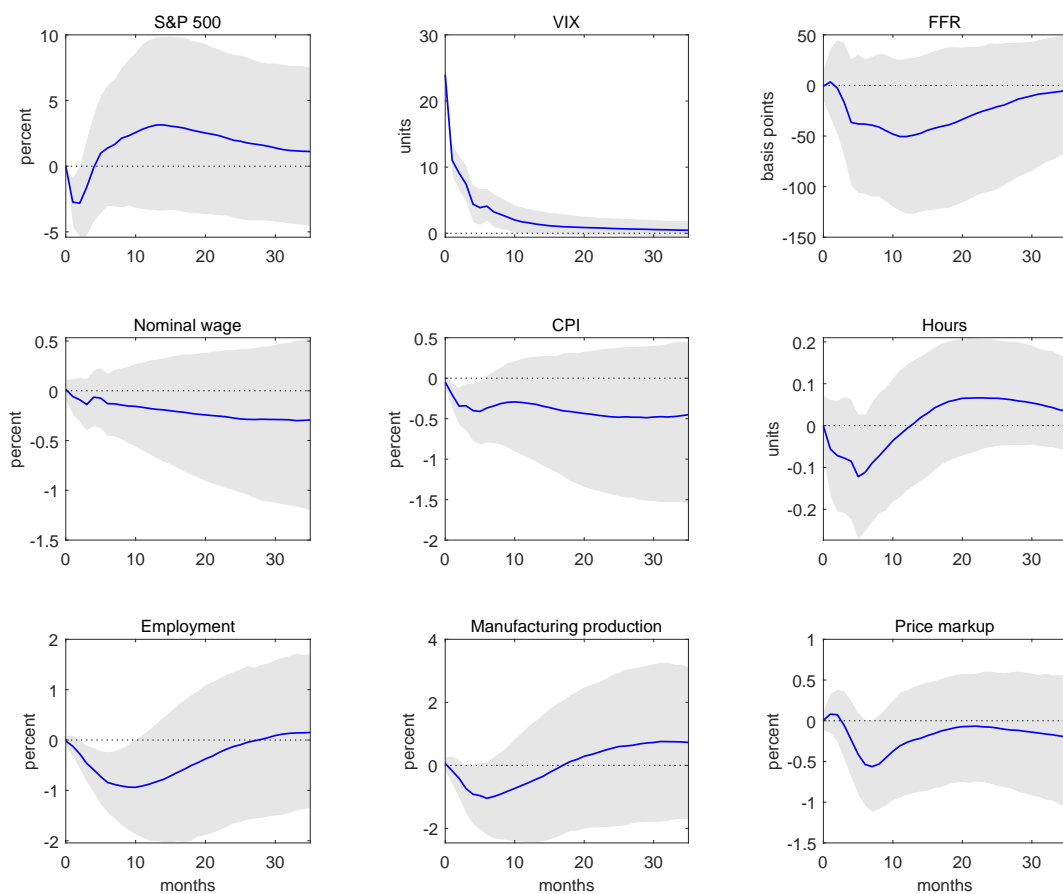 S&P 500
VIX
FFR
10
5
0
-5
percent
0 10 20 30
30
20
10
0
units
0 10 20 30
50
0
-50
-100
-150
basis points
0 10 20 30
Nominal wage
CPI
Hours
0.5
0
-0.5
-1
-1.5
percent
0 10 20 30
0.5
0
-0.5
-1
-1.5
-2
percent
0 10 20 30
0.2
0.1
0
-0.1
-0.2
units
0 10 20 30
Employment
Manufacturing production
Price markup
2
1
0
-1
-2
percent
0 10 20 30
months
4
2
0
-2
percent
0 10 20 30
months
1
0.5
0
-0.5
-1
-1.5
percent
0 10 20 30
months